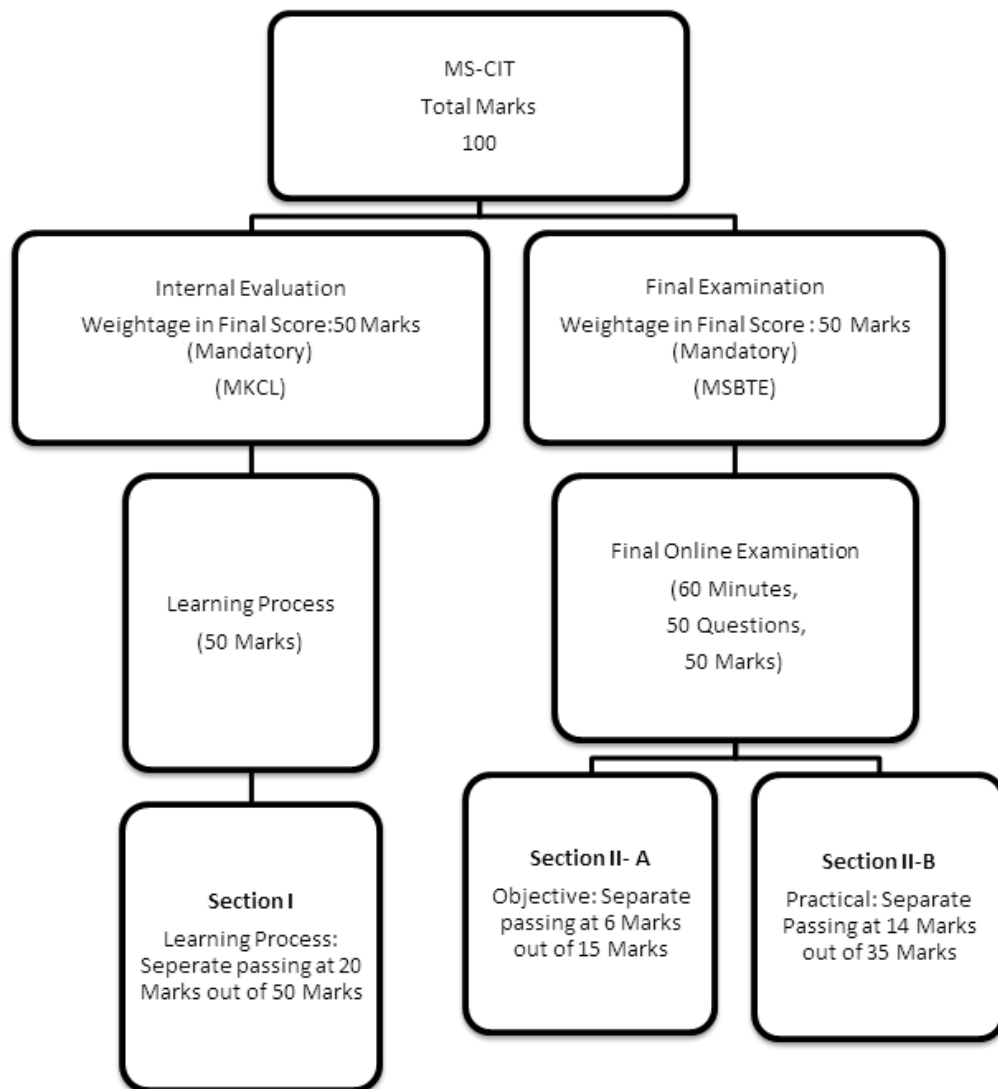 MS-CIT
Total Marks
100
Internal Evaluation
Weightage in Final Score:50 Marks
(Mandatory)
(MKCL)
Final Examination
Weightage in Final Score : 50 Marks
(Mandatory)
(MSBTE)
Learning Process
(50 Marks)
Final Online Examination
(60 Minutes,
50 Questions,
50 Marks)
Section I
Learning Process:
Seperate passing at 20
Marks out of 50 Marks
Section II- A
Objective: Separate
passing at 6 Marks
out of 15 Marks
Section II-B
Practical: Separate
Passing at 14 Marks
out of 35 Marks